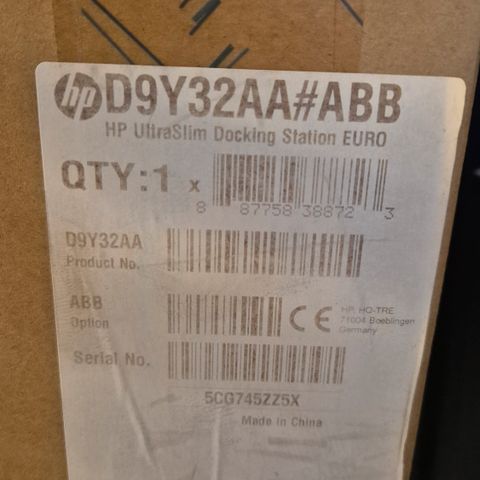 hp D9Y32AA#ABB
HP UltraSlim Docking Station EURO
QTY:1 x
8 87758 38872 3
D9Y32AA
Product No.
ABB
Option
CE
HP, HQ-TRE
71004 Boeblingen
Germany
Serial No.
5CG745ZZ5X
Made in China